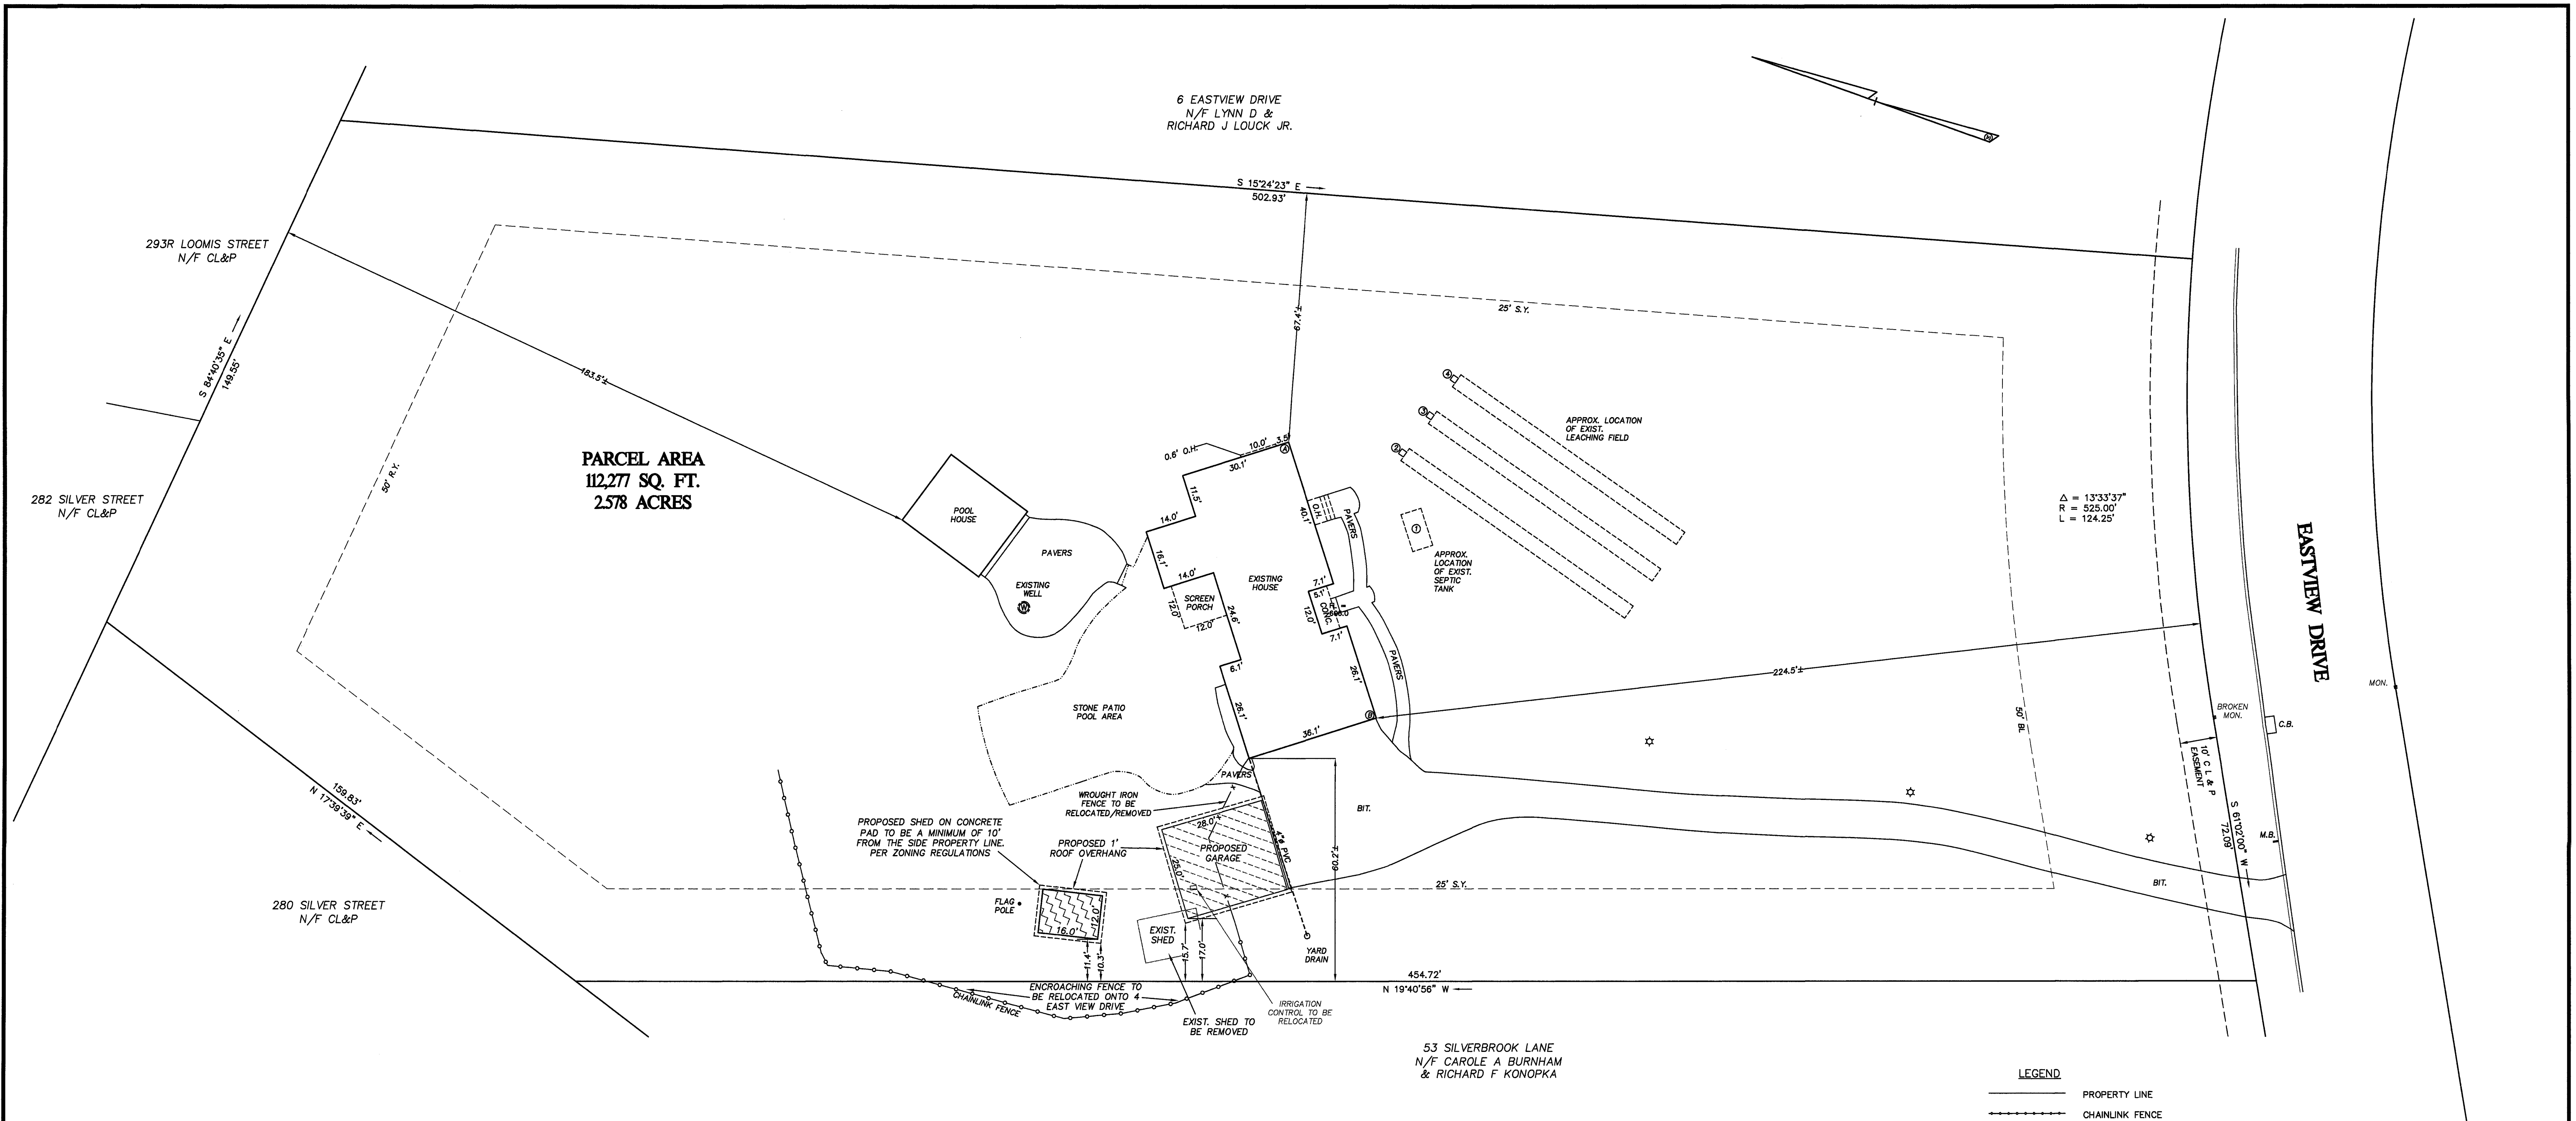 6 EASTVIEW DRIVE
N/F LYNN D &
RICHARD J LOUCK JR.
S 15°24'23" E
502.93'
293R LOOMIS STREET
N/F CL&P
S 84°40'35" E
149.55'
282 SILVER STREET
N/F CL&P
50' R.Y.
183.5'±
PARCEL AREA
112,277 SQ. FT.
2.578 ACRES
67.4'±
25' S.Y.
POOL
HOUSE
PAVERS
EXISTING
WELL
W
0.6' O.H.
10.0'
3.5'
A
30.1'
11.5'
14.0'
16.1'
14.0'
SCREEN
PORCH
12.0'
12.0'
24.6'
6.1'
26.1'
EXISTING
HOUSE
40.1'
O.H.
PAVERS
7.1'
5.1'
12.0'
CONC.
7.1'
26.1'
PAVERS
B
36.1'
4
3
2
1
APPROX. LOCATION
OF EXIST.
LEACHING FIELD
APPROX.
LOCATION
OF EXIST.
SEPTIC
TANK
224.5'±
50' BL
Δ = 13°33'37"
R = 525.00'
L = 124.25'
EASTVIEW DRIVE
MON.
BROKEN
MON.
C.B.
10' C L & P
EASEMENT
S 61°02'00" W
72.09'
M.B.
BIT.
BIT.
STONE PATIO
POOL AREA
PAVERS
WROUGHT IRON
FENCE TO BE
RELOCATED/REMOVED
PROPOSED SHED ON CONCRETE
PAD TO BE A MINIMUM OF 10'
FROM THE SIDE PROPERTY LINE.
PER ZONING REGULATIONS
PROPOSED 1'
ROOF OVERHANG
28.0'
25.0'
PROPOSED
GARAGE
4"ø PVC
60.2'±
25' S.Y.
FLAG
POLE
16.0'
12.0'
11.4'
10.3'
EXIST.
SHED
15.7'
17.0'
YARD
DRAIN
159.83'
N 17°39'39" E
280 SILVER STREET
N/F CL&P
454.72'
N 19°40'56" W
CHAINLINK FENCE
ENCROACHING FENCE TO
BE RELOCATED ONTO 4
EAST VIEW DRIVE
EXIST. SHED TO
BE REMOVED
IRRIGATION
CONTROL TO BE
RELOCATED
53 SILVERBROOK LANE
N/F CAROLE A BURNHAM
& RICHARD F KONOPKA
LEGEND
PROPERTY LINE
CHAINLINK FENCE